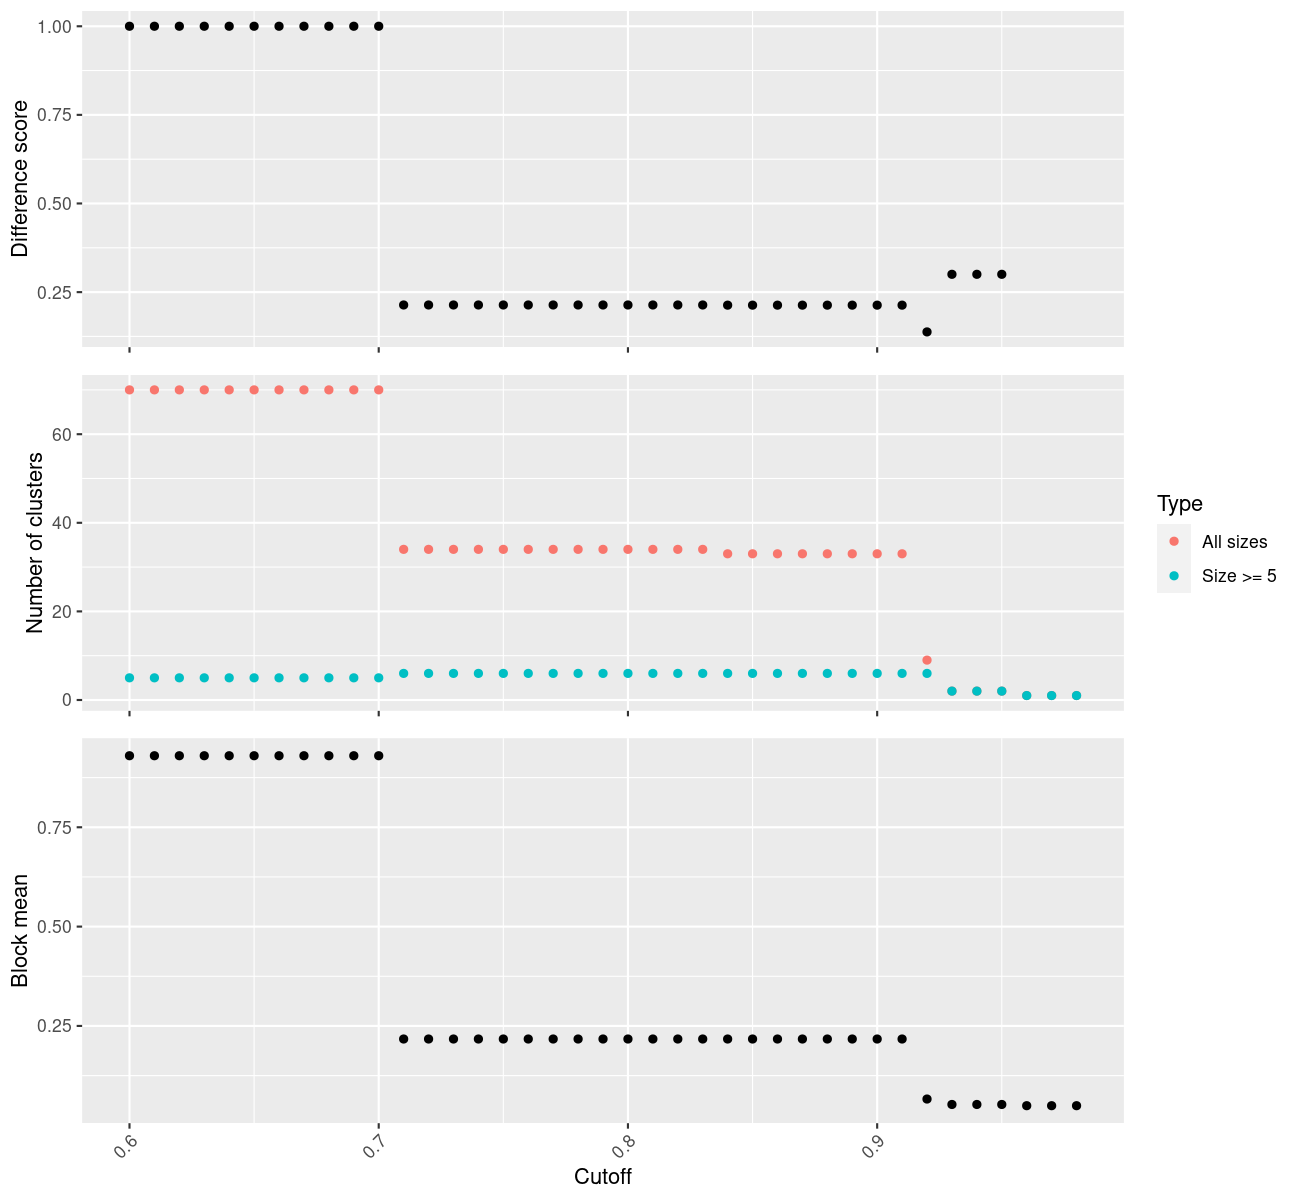 Difference score
1.00
0.75
0.50
0.25
Number of clusters
60
40
20
0
Type
All sizes
Size >= 5
Block mean
0.75
0.50
0.25
0.6
0.7
0.8
0.9
Cutoff